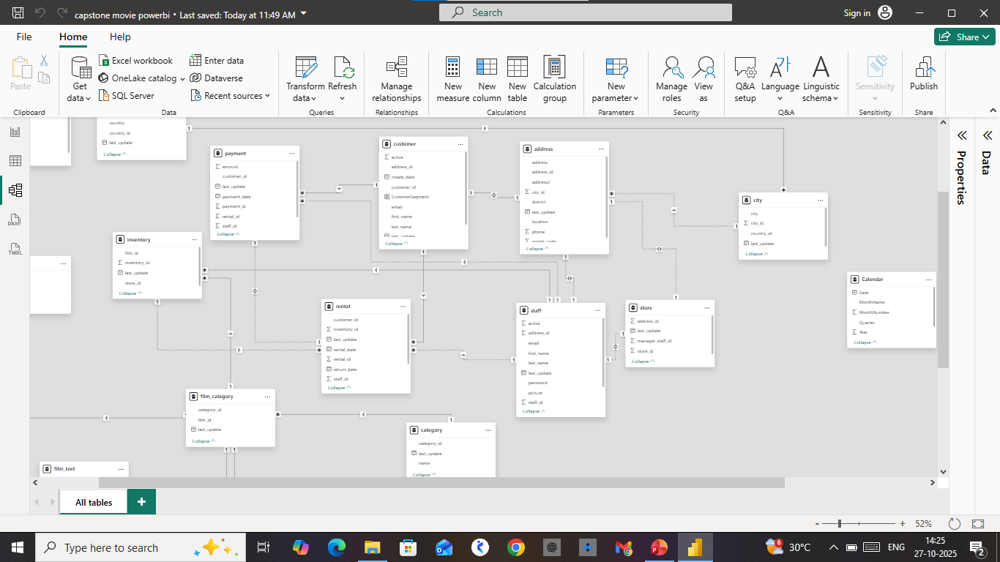 capstone movie powerbi • Last saved: Today at 11:49 AM
Search
Sign in
File
Home
Help
Share
Paste
Clipboard
Get data
Excel workbook
OneLake catalog
SQL Server
Enter data
Dataverse
Recent sources
Data
Transform data
Refresh
Queries
Manage relationships
Relationships
New measure
New column
New table
Calculation group
Calculations
New parameter
Parameters
Manage roles
View as
Security
Q&A setup
Language
Linguistic schema
Q&A
Sensitivity
Sensitivity
Publish
Share
country
country_id
last_update
Collapse
payment
amount
customer_id
last_update
payment_date
payment_id
rental_id
staff_id
Collapse
customer
active
address_id
create_date
customer_id
CustomerSegment
email
first_name
last_name
last_update
Collapse
address
address
address_id
address2
city_id
district
last_update
location
phone
postal_code
Collapse
city
city
city_id
country_id
last_update
Collapse
inventory
film_id
inventory_id
last_update
store_id
Collapse
Calendar
Date
MonthName
MonthNumber
Quarter
Year
Collapse
rentat
customer_id
inventory_id
last_update
rental_date
rental_id
return_date
staff_id
Collapse
staff
active
address_id
email
first_name
last_name
last_update
password
picture
staff_id
Collapse
store
address_id
last_update
manager_staff_id
store_id
Collapse
film_category
category_id
film_id
last_update
Collapse
category
category_id
last_update
name
Collapse
film_text
Properties
Data
All tables
52%
Type here to search
6
30°C
ENG
14:25
27-10-2025
2